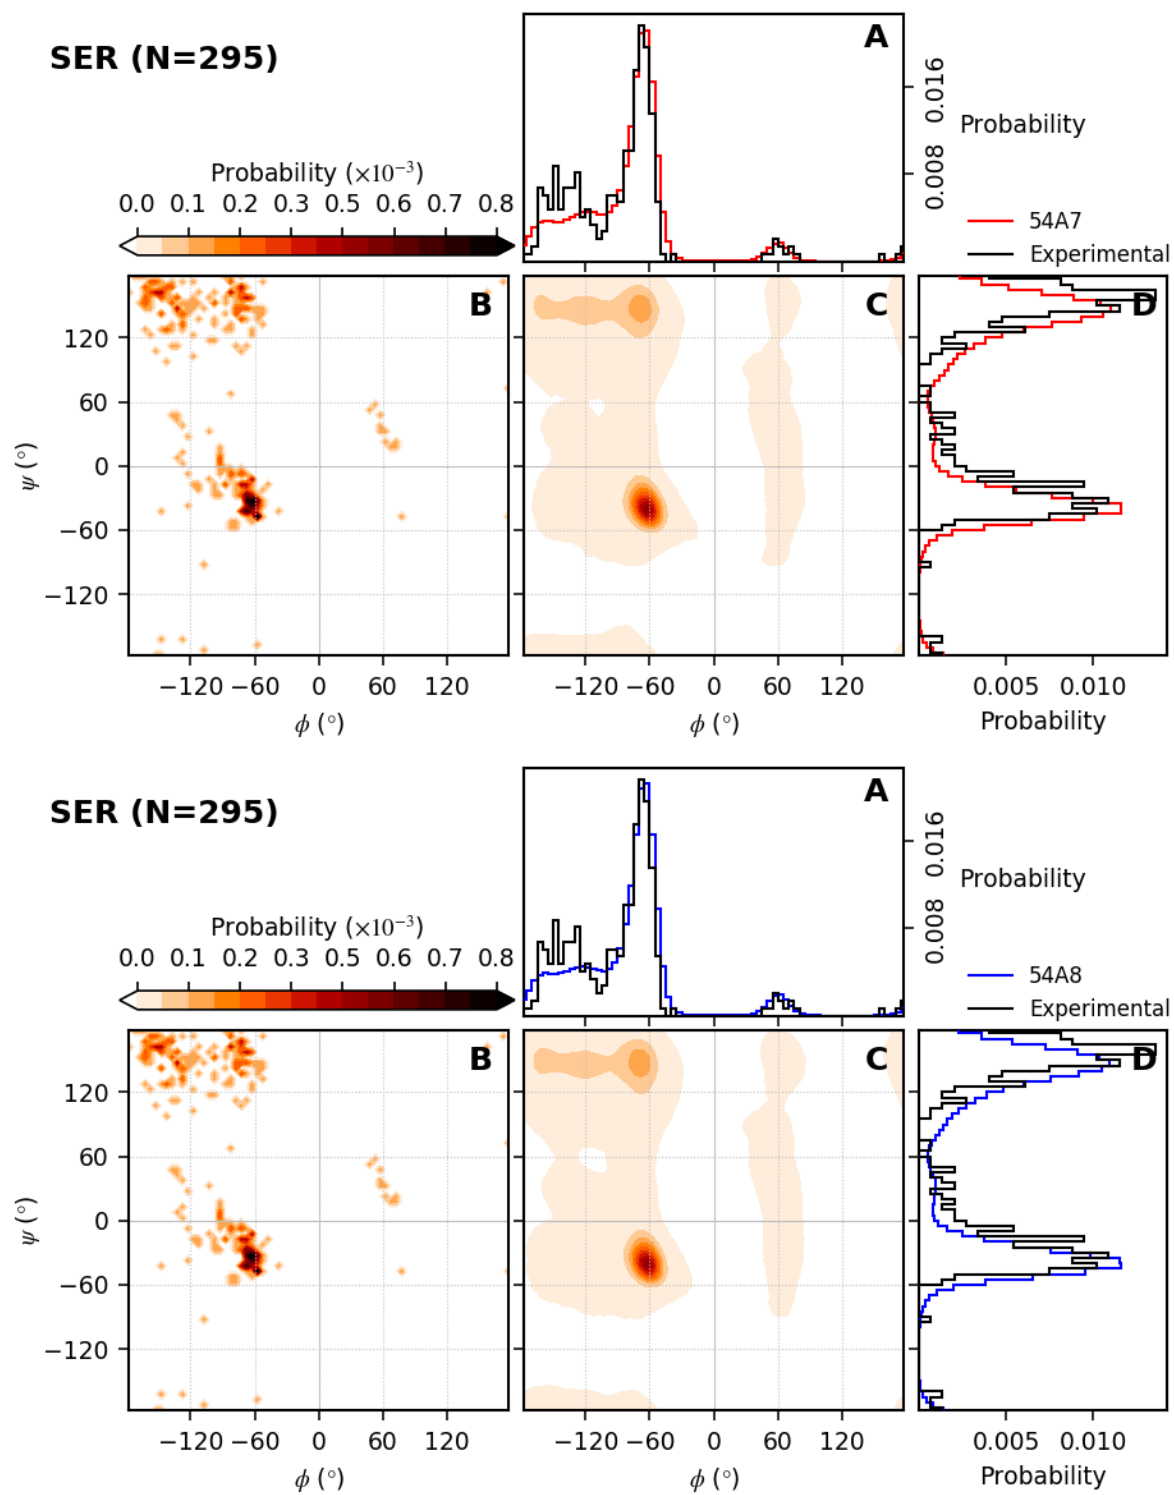 SER (N=295)
A
0.016
0.008
Probability
Probability (×10⁻³)
0.0 0.1 0.2 0.3 0.4 0.5 0.6 0.7 0.8
54A7
Experimental
B
C
D
120
60
0
−60
−120
ψ (°)
−120 −60 0 60 120
ϕ (°)
−120 −60 0 60 120
ϕ (°)
0.005 0.010
Probability
SER (N=295)
A
0.016
0.008
Probability
Probability (×10⁻³)
0.0 0.1 0.2 0.3 0.4 0.5 0.6 0.7 0.8
54A8
Experimental
B
C
D
120
60
0
−60
−120
ψ (°)
−120 −60 0 60 120
ϕ (°)
−120 −60 0 60 120
ϕ (°)
0.005 0.010
Probability